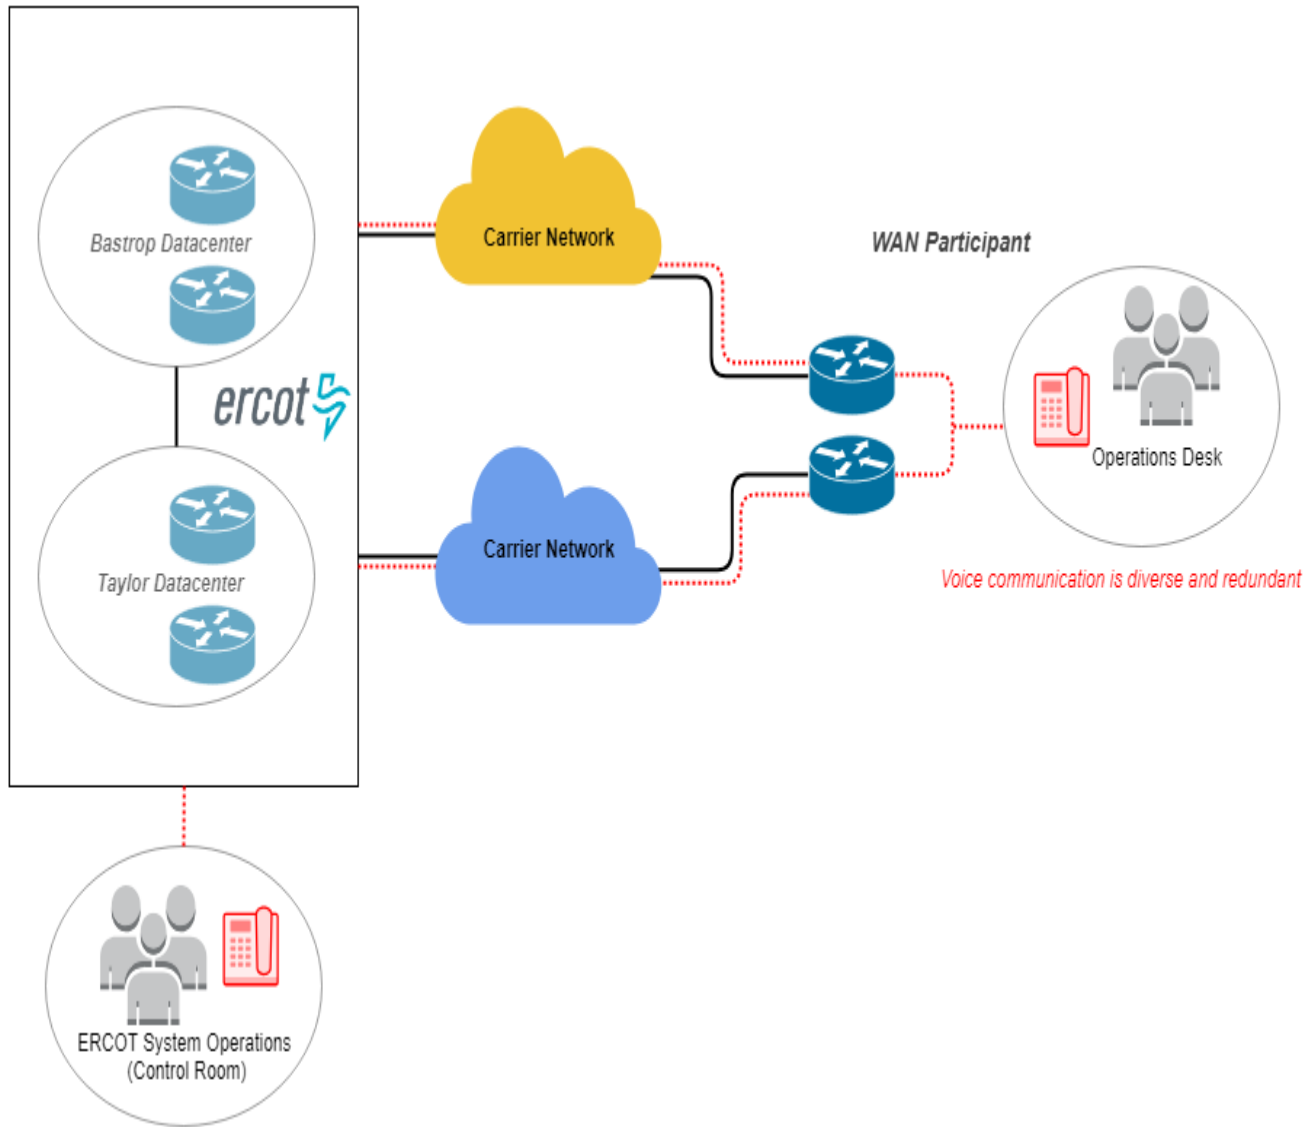 Bastrop Datacenter
Carrier Network
WAN Participant
ercot
Operations Desk
Taylor Datacenter
Carrier Network
Voice communication is diverse and redundant
ERCOT System Operations
(Control Room)